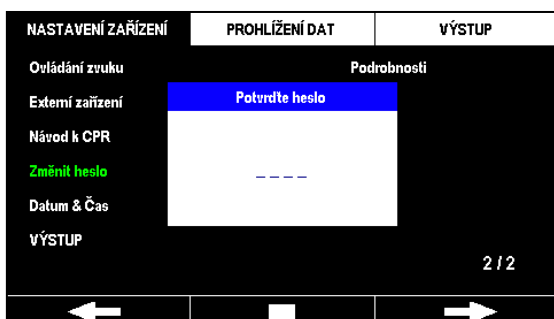 NASTAVENÍ ZAŘÍZENÍ PROHLÍŽENÍ DAT VÝSTUP
Ovládání zvuku Podrobnosti
Externí zařízení
Potvrďte heslo
Návod k CPR
Změnit heslo
_ _ _ _
Datum & Čas
VÝSTUP
2 / 2